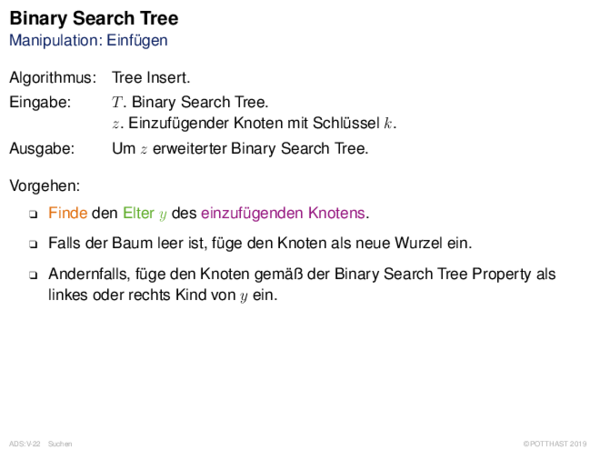 Binary Search Tree
Manipulation: Einfügen
Algorithmus: Tree Insert.
Eingabe: T. Binary Search Tree.
z. Einzufügender Knoten mit Schlüssel k.
Ausgabe: Um z erweiterter Binary Search Tree.
Vorgehen:
❑ Finde den Elter y des einzufügenden Knotens.
❑ Falls der Baum leer ist, füge den Knoten als neue Wurzel ein.
❑ Andernfalls, füge den Knoten gemäß der Binary Search Tree Property als
linkes oder rechts Kind von y ein.
ADS:V-22 Suchen © POTTHAST 2019